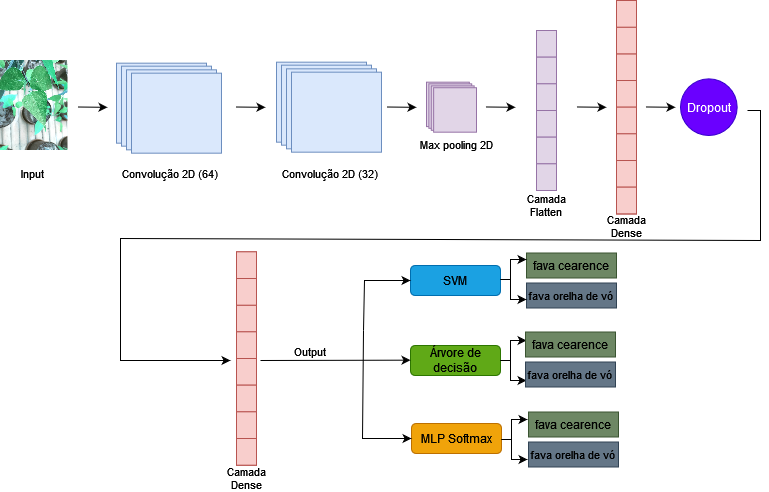 Input
Convolução 2D (64)
Convolução 2D (32)
Max pooling 2D
Camada
Flatten
Camada
Dense
Dropout
Camada
Dense
Output
SVM
fava cearence
fava orelha de vó
Árvore de
decisão
fava cearence
fava orelha de vó
MLP Softmax
fava cearence
fava orelha de vó